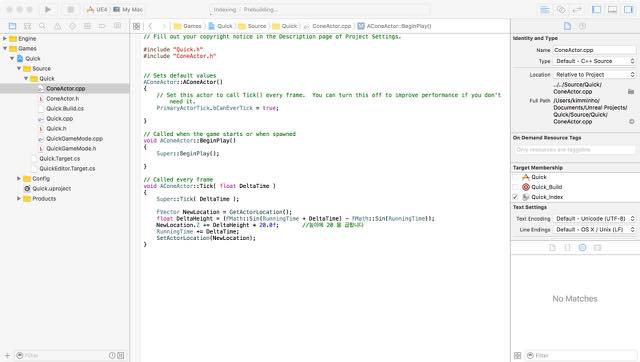 UE4 My Mac
Indexing | Prebuilding...
Games Quick Source Quick ConeActor.cpp AConeActor::BeginPlay()
Engine
Games
Quick
Source
Quick
ConeActor.cpp
ConeActor.h
Quick.Build.cs
Quick.cpp
Quick.h
QuickGameMode.cpp
QuickGameMode.h
Quick.Target.cs
QuickEditor.Target.cs
Config
Quick.uproject
Products
Filter
// Fill out your copyright notice in the Description page of Project Settings.
#include "Quick.h"
#include "ConeActor.h"
// Sets default values
AConeActor::AConeActor()
{
// Set this actor to call Tick() every frame. You can turn this off to improve performance if you don't
need it.
PrimaryActorTick.bCanEverTick = true;
}
// Called when the game starts or when spawned
void AConeActor::BeginPlay()
{
Super::BeginPlay();
}
// Called every frame
void AConeActor::Tick( float DeltaTime )
{
Super::Tick( DeltaTime );
FVector NewLocation = GetActorLocation();
float DeltaHeight = (FMath::Sin(RunningTime + DeltaTime) - FMath::Sin(RunningTime));
NewLocation.Z += DeltaHeight * 20.0f; //높이에 20 을 곱합니다
RunningTime += DeltaTime;
SetActorLocation(NewLocation);
}
Identity and Type
Name ConeActor.cpp
Type Default - C++ Source
Location Relative to Project
../../Source/Quick/
ConeActor.cpp
Full Path /Users/kimminho/
Documents/Unreal Projects/
Quick/Source/Quick/
ConeActor.cpp
On Demand Resource Tags
Only resources are taggable
Target Membership
Quick
Quick_Build
Quick_Index
Text Settings
Text Encoding Default - Unicode (UTF-8)
Line Endings Default - OS X / Unix (LF)
No Matches
Filter